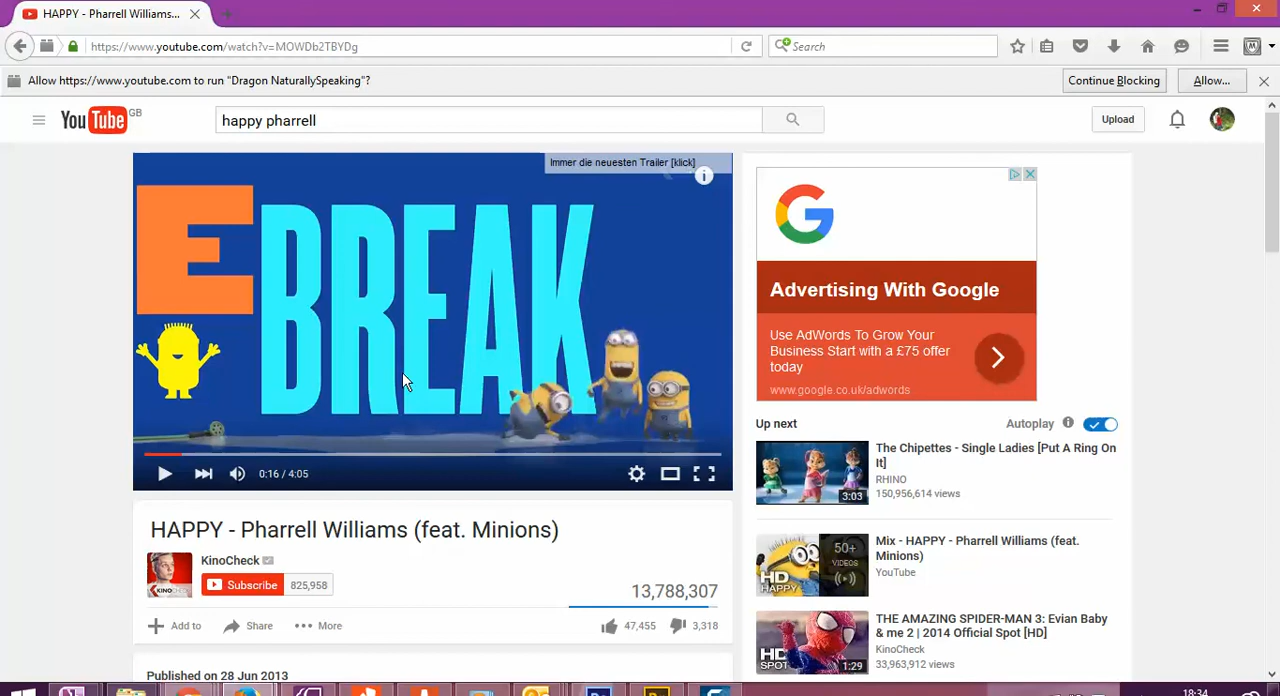 HAPPY - Pharrell Williams...
https://www.youtube.com/watch?v=MOWDb2TBYDg
Search
Allow https://www.youtube.com to run "Dragon NaturallySpeaking"?
Continue Blocking
Allow...
YouTube GB
happy pharrell
Upload
Immer die neuesten Trailer [klick]
E BREAK
0:16 / 4:05
Advertising With Google
Use AdWords To Grow Your
Business Start with a £75 offer
today
www.google.co.uk/adwords
Up next
Autoplay
The Chipettes - Single Ladies [Put A Ring On
It]
RHINO
150,956,614 views
3:03
Mix - HAPPY - Pharrell Williams (feat.
Minions)
YouTube
50+
VIDEOS
HD
HAPPY
THE AMAZING SPIDER-MAN 3: Evian Baby
& me 2 | 2014 Official Spot [HD]
KinoCheck
33,963,912 views
HD
SPOT
1:29
HAPPY - Pharrell Williams (feat. Minions)
KinoCheck
Subscribe 825,958
13,788,307
Add to
Share
More
47,455
3,318
Published on 28 Jun 2013
18:34